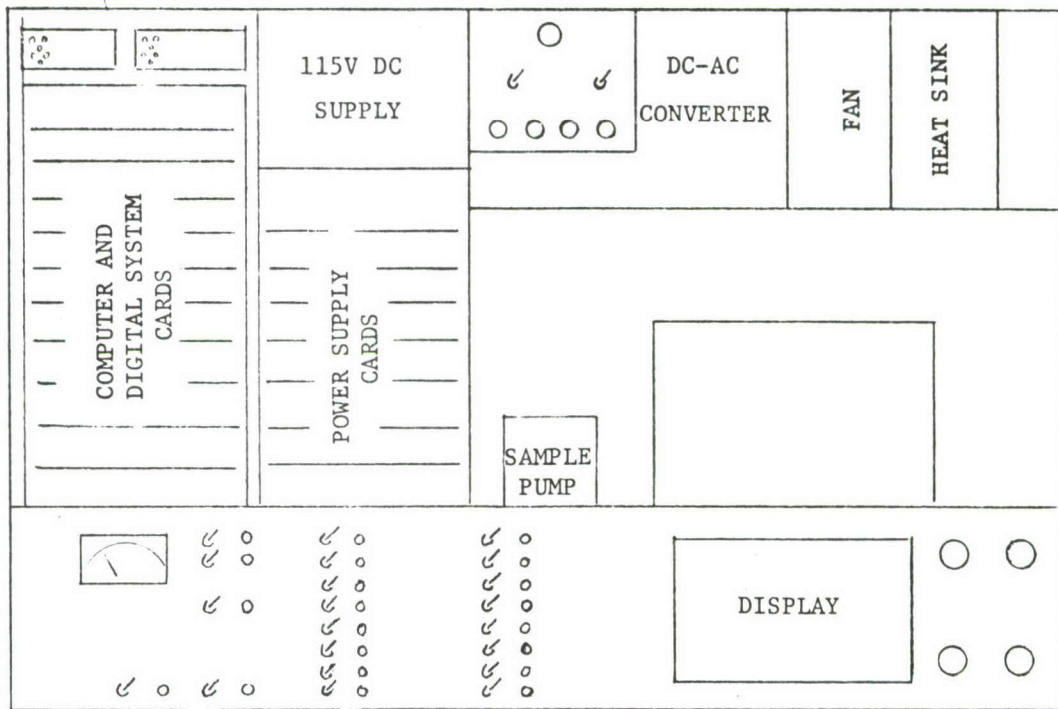 115V DC
SUPPLY
DC-AC
CONVERTER
FAN
HEAT SINK
COMPUTER AND
DIGITAL SYSTEM
CARDS
POWER SUPPLY
CARDS
SAMPLE
PUMP
DISPLAY